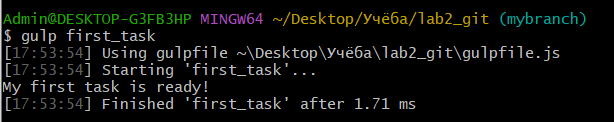 Admin@DESKTOP-G3FB3HP MINGW64 ~/Desktop/Учёба/lab2_git (mybranch)
$ gulp first_task
[17:53:54] Using gulpfile ~\Desktop\Учёба\lab2_git\gulpfile.js
[17:53:54] Starting 'first_task'...
My first task is ready!
[17:53:54] Finished 'first_task' after 1.71 ms